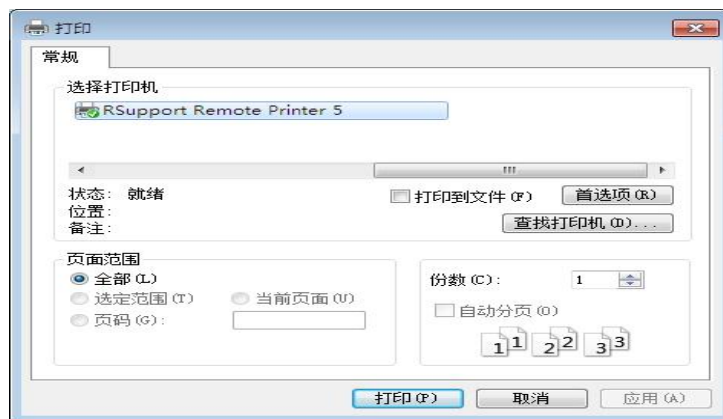 打印
常规
选择打印机
RSupport Remote Printer 5
状态: 就绪
打印到文件(F) 首选项(R)
位置:
备注:
查找打印机(D)...
页面范围
全部(L)
选定范围(T) 当前页面(U)
页码(G):
份数(C): 1
自动分页(O)
11 22 33
打印(P) 取消 应用(A)